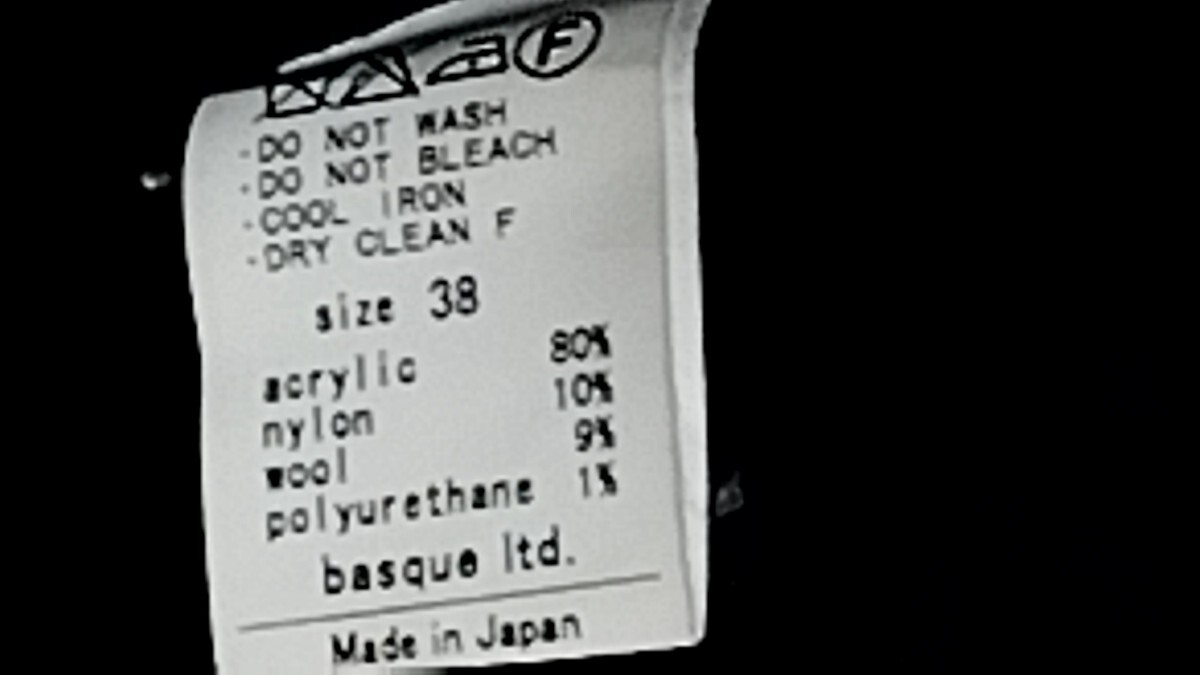 F
·DO NOT WASH
·DO NOT BLEACH
·COOL IRON
·DRY CLEAN F
size 38
acrylic 80%
nylon 10%
wool 9%
polyurethane 1%
basque ltd.
Made in Japan